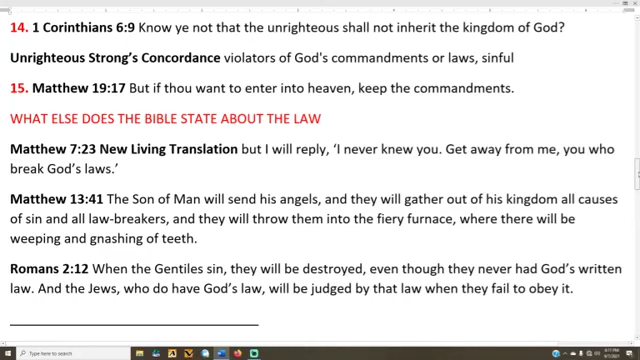 14. 1 Corinthians 6:9 Know ye not that the unrighteous shall not inherit the kingdom of God?
Unrighteous Strong's Concordance violators of God's commandments or laws, sinful
15. Matthew 19:17 But if thou want to enter into heaven, keep the commandments.
WHAT ELSE DOES THE BIBLE STATE ABOUT THE LAW
Matthew 7:23 New Living Translation but I will reply, 'I never knew you. Get away from me, you who
break God's laws.'
Matthew 13:41 The Son of Man will send his angels, and they will gather out of his kingdom all causes
of sin and all law-breakers, and they will throw them into the fiery furnace, where there will be
weeping and gnashing of teeth.
Romans 2:12 When the Gentiles sin, they will be destroyed, even though they never had God's written
law. And the Jews, who do have God's law, will be judged by that law when they fail to obey it.
Type here to search